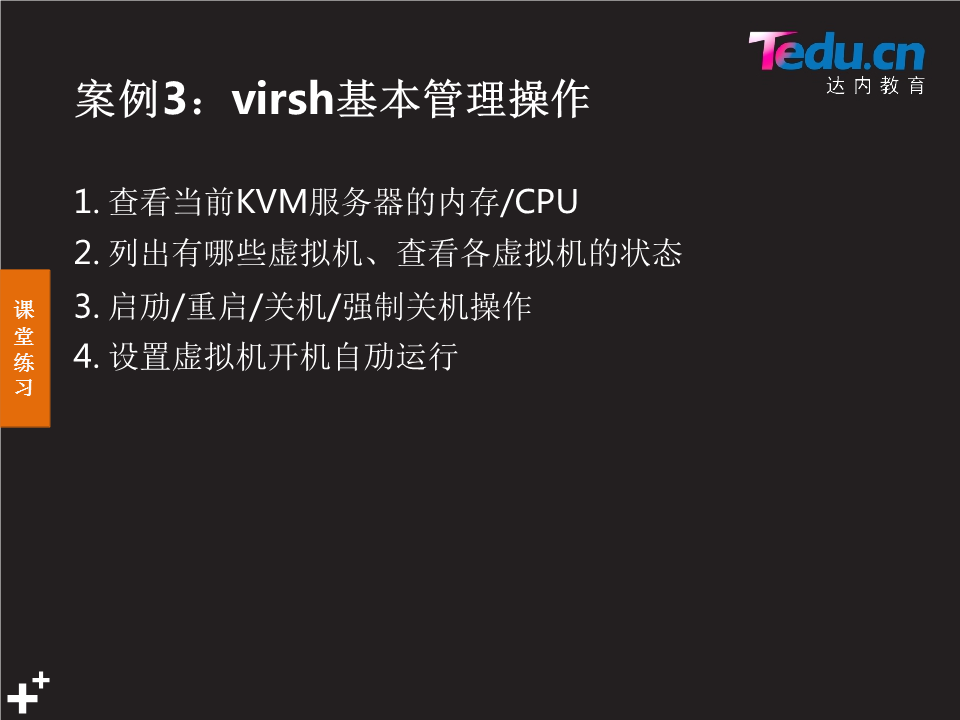 Tedu.cn
达内教育
案例3：virsh基本管理操作
1. 查看当前KVM服务器的内存/CPU
2. 列出有哪些虚拟机、查看各虚拟机的状态
3. 启劢/重启/关机/强制关机操作
4. 设置虚拟机开机自劢运行
课
堂
练
习